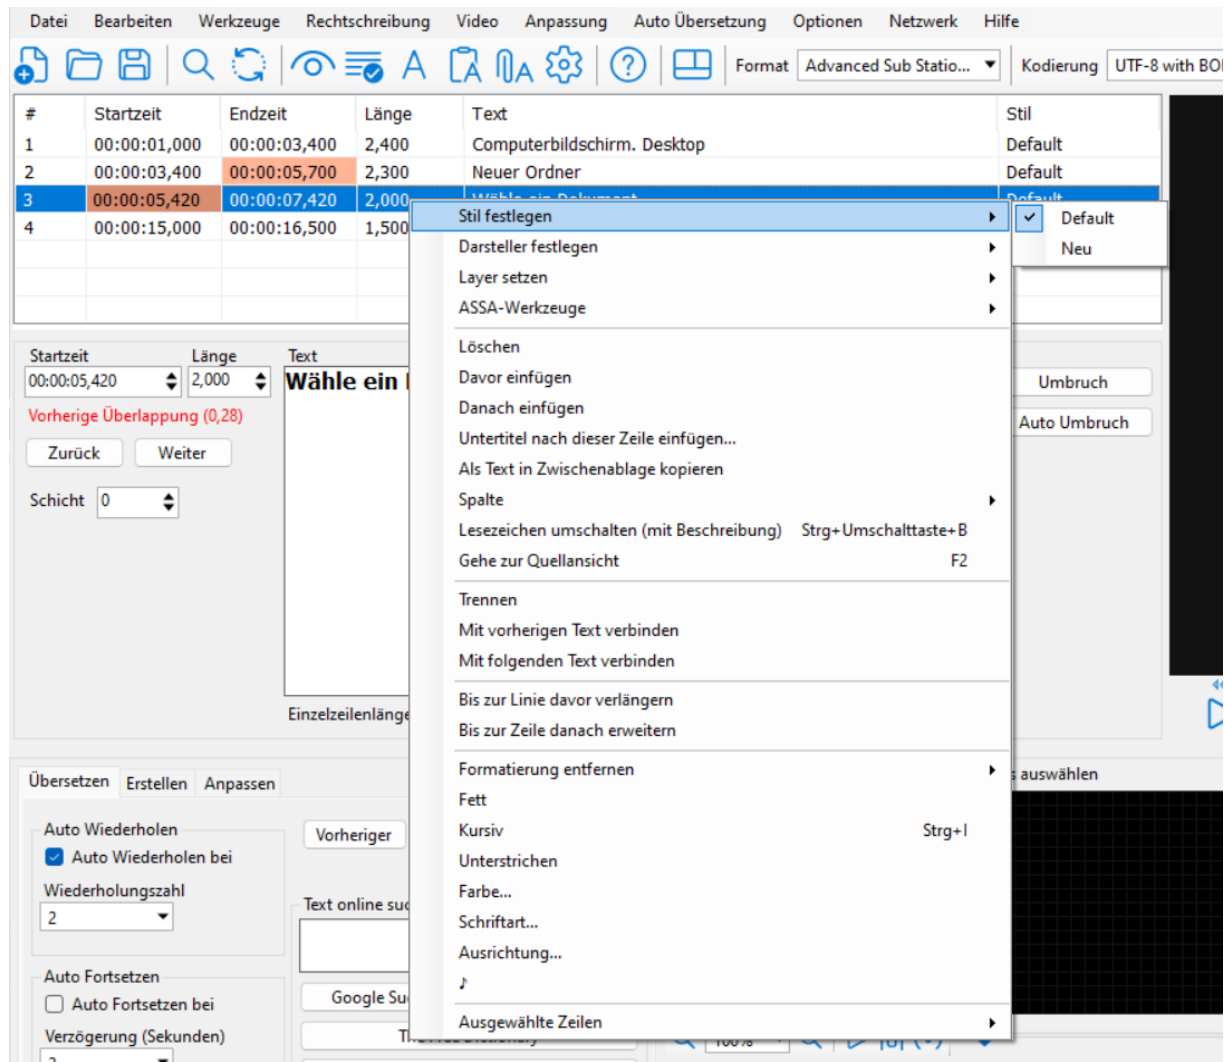 Datei Bearbeiten Werkzeuge Rechtschreibung Video Anpassung Auto Übersetzung Optionen Netzwerk Hilfe
Format Advanced Sub Statio... Kodierung UTF-8 with BO
# Startzeit Endzeit Länge Text Stil
1 00:00:01,000 00:00:03,400 2,400 Computerbildschirm. Desktop Default
2 00:00:03,400 00:00:05,700 2,300 Neuer Ordner Default
3 00:00:05,420 00:00:07,420 2,000 Wähle ein Dokument Default
4 00:00:15,000 00:00:16,500 1,500
Stil festlegen
Darsteller festlegen
Layer setzen
ASSA-Werkzeuge
Löschen
Davor einfügen
Danach einfügen
Untertitel nach dieser Zeile einfügen...
Als Text in Zwischenablage kopieren
Spalte
Lesezeichen umschalten (mit Beschreibung) Strg+Umschalttaste+B
Gehe zur Quellansicht F2
Trennen
Mit vorherigen Text verbinden
Mit folgenden Text verbinden
Bis zur Linie davor verlängern
Bis zur Zeile danach erweitern
Formatierung entfernen
Fett
Kursiv Strg+I
Unterstrichen
Farbe...
Schriftart...
Ausrichtung...
♪
Ausgewählte Zeilen
Default
Neu
Startzeit Länge Text
00:00:05,420 2,000 Wähle ein
Vorherige Überlappung (0,28)
Zurück Weiter
Schicht 0
Umbruch
Auto Umbruch
Einzelzeilenlänge
Übersetzen Erstellen Anpassen
auswählen
Auto Wiederholen
Auto Wiederholen bei
Wiederholungszahl
2
Auto Fortsetzen
Auto Fortsetzen bei
Verzögerung (Sekunden)
Vorheriger
Text online suc
Google Su
The Free Dictionary
100%